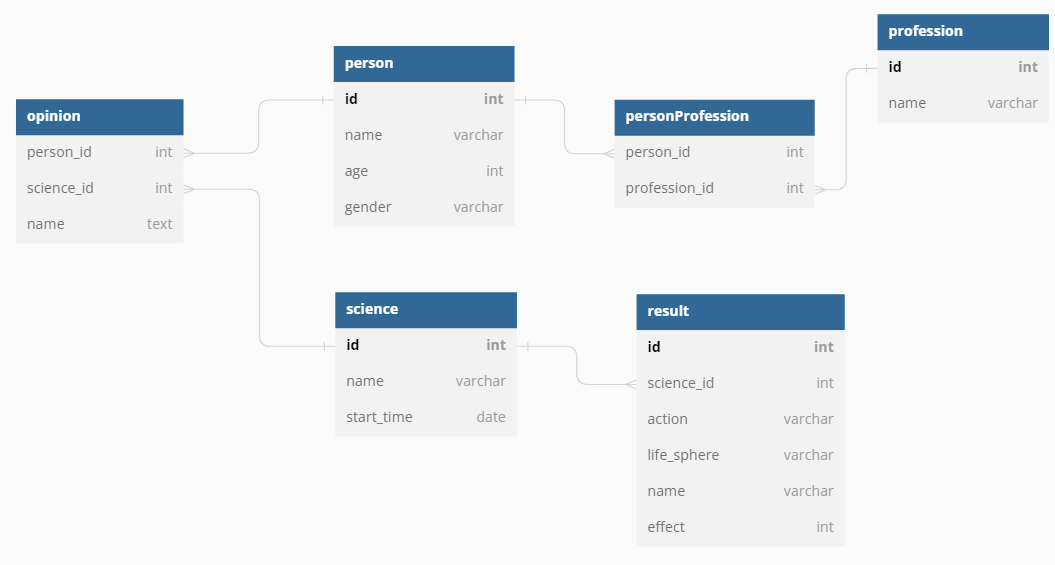 opinion
person_id int
science_id int
name text
person
id int
name varchar
age int
gender varchar
personProfession
person_id int
profession_id int
profession
id int
name varchar
science
id int
name varchar
start_time date
result
id int
science_id int
action varchar
life_sphere varchar
name varchar
effect int